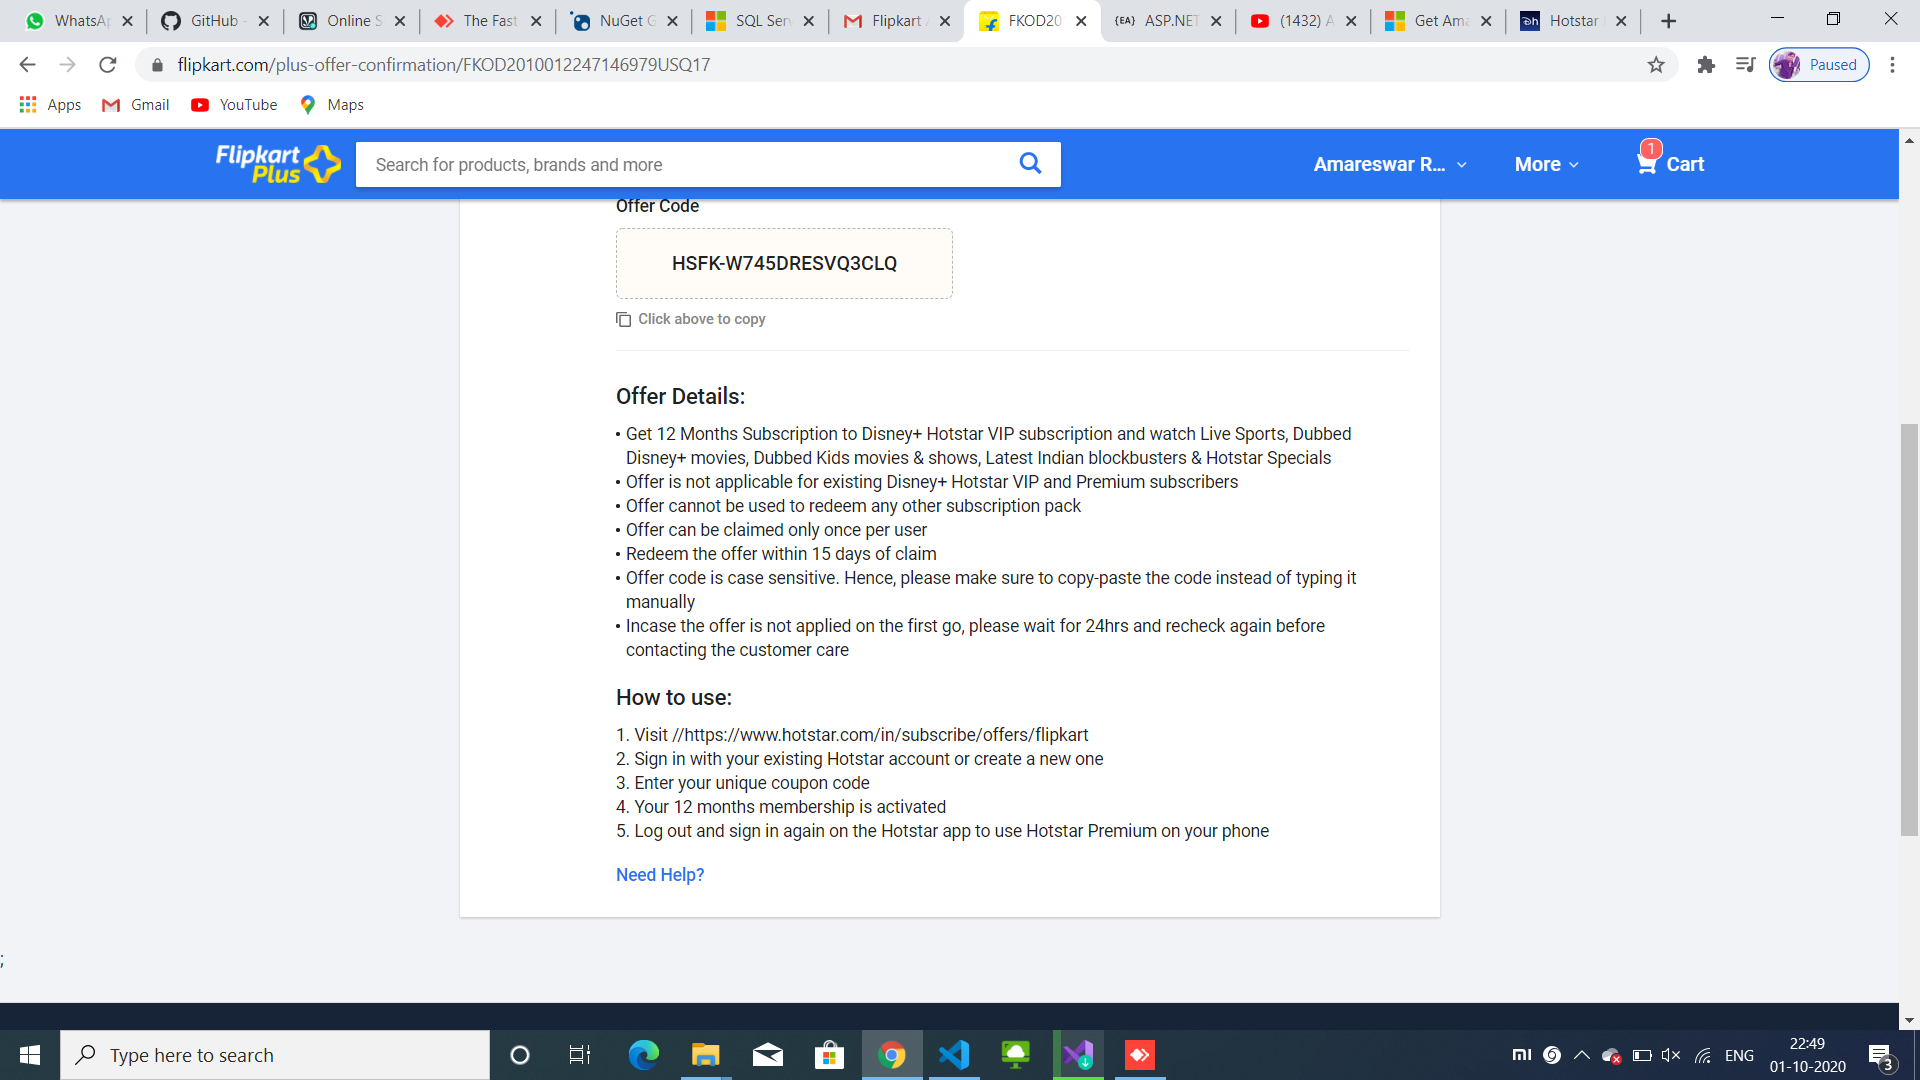 WhatsAp
GitHub -
Online S
The Fast
NuGet G
SQL Serv
Flipkart A
FKOD20
{EA} ASP.NET
(1432) A
Get Ama
Hotstar
flipkart.com/plus-offer-confirmation/FKOD2010012247146979USQ17
Paused
Apps
Gmail
YouTube
Maps
Flipkart
Plus
Search for products, brands and more
Amareswar R...
More
1
Cart
Offer Code
HSFK-W745DRESVQ3CLQ
Click above to copy
Offer Details:
• Get 12 Months Subscription to Disney+ Hotstar VIP subscription and watch Live Sports, Dubbed
Disney+ movies, Dubbed Kids movies & shows, Latest Indian blockbusters & Hotstar Specials
• Offer is not applicable for existing Disney+ Hotstar VIP and Premium subscribers
• Offer cannot be used to redeem any other subscription pack
• Offer can be claimed only once per user
• Redeem the offer within 15 days of claim
• Offer code is case sensitive. Hence, please make sure to copy-paste the code instead of typing it
manually
• Incase the offer is not applied on the first go, please wait for 24hrs and recheck again before
contacting the customer care
How to use:
1. Visit //https://www.hotstar.com/in/subscribe/offers/flipkart
2. Sign in with your existing Hotstar account or create a new one
3. Enter your unique coupon code
4. Your 12 months membership is activated
5. Log out and sign in again on the Hotstar app to use Hotstar Premium on your phone
Need Help?
;
Type here to search
mi
ENG
22:49
01-10-2020
3